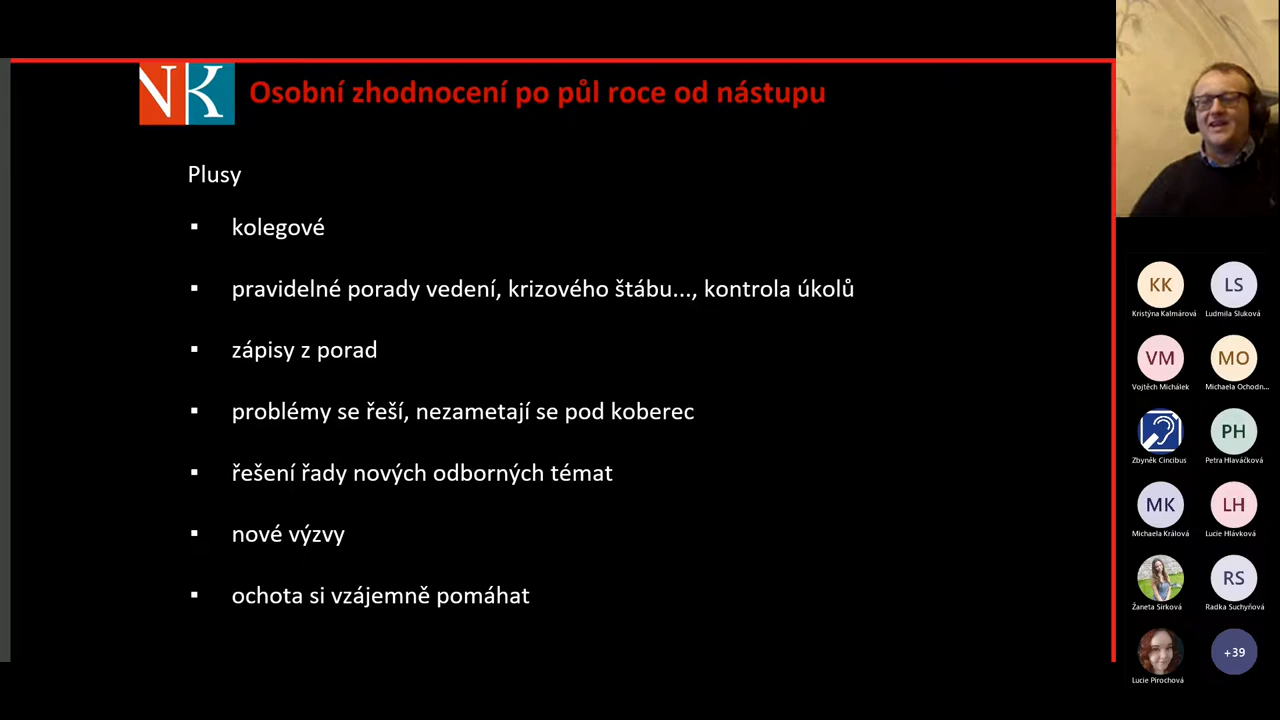 NK
Osobní zhodnocení po půl roce od nástupu
Plusy
▪ kolegové
▪ pravidelné porady vedení, krizového štábu..., kontrola úkolů
▪ zápisy z porad
▪ problémy se řeší, nezametají se pod koberec
▪ řešení řady nových odborných témat
▪ nové výzvy
▪ ochota si vzájemně pomáhat
KK
Kristýna Kalmárová
LS
Ludmila Sluková
VM
Vojtěch Michálek
MO
Michaela Ochodn...
Zbyněk Cincibus
PH
Petra Hlaváčková
MK
Michaela Králová
LH
Lucie Hlávková
Žaneta Sirková
RS
Radka Suchyňová
Lucie Pirochová
+39